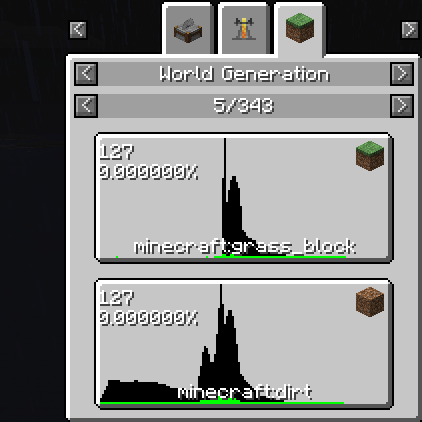 World Generation
5/343
127
0.000000%
minecraft:grass_block
127
0.000000%
minecraft:dirt